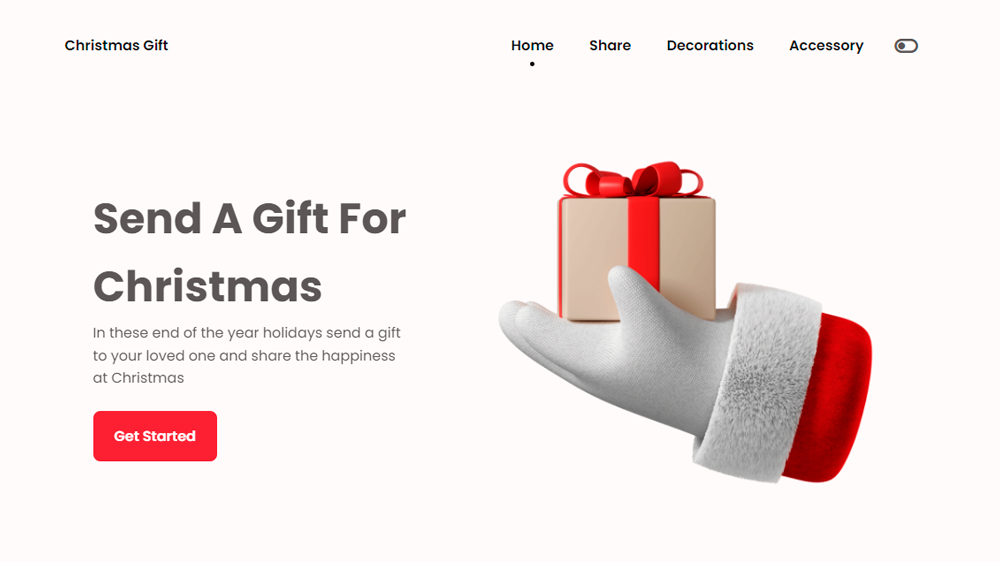 Christmas Gift
Home Share Decorations Accessory
Send A Gift For
Christmas
In these end of the year holidays send a gift
to your loved one and share the happiness
at Christmas
Get Started